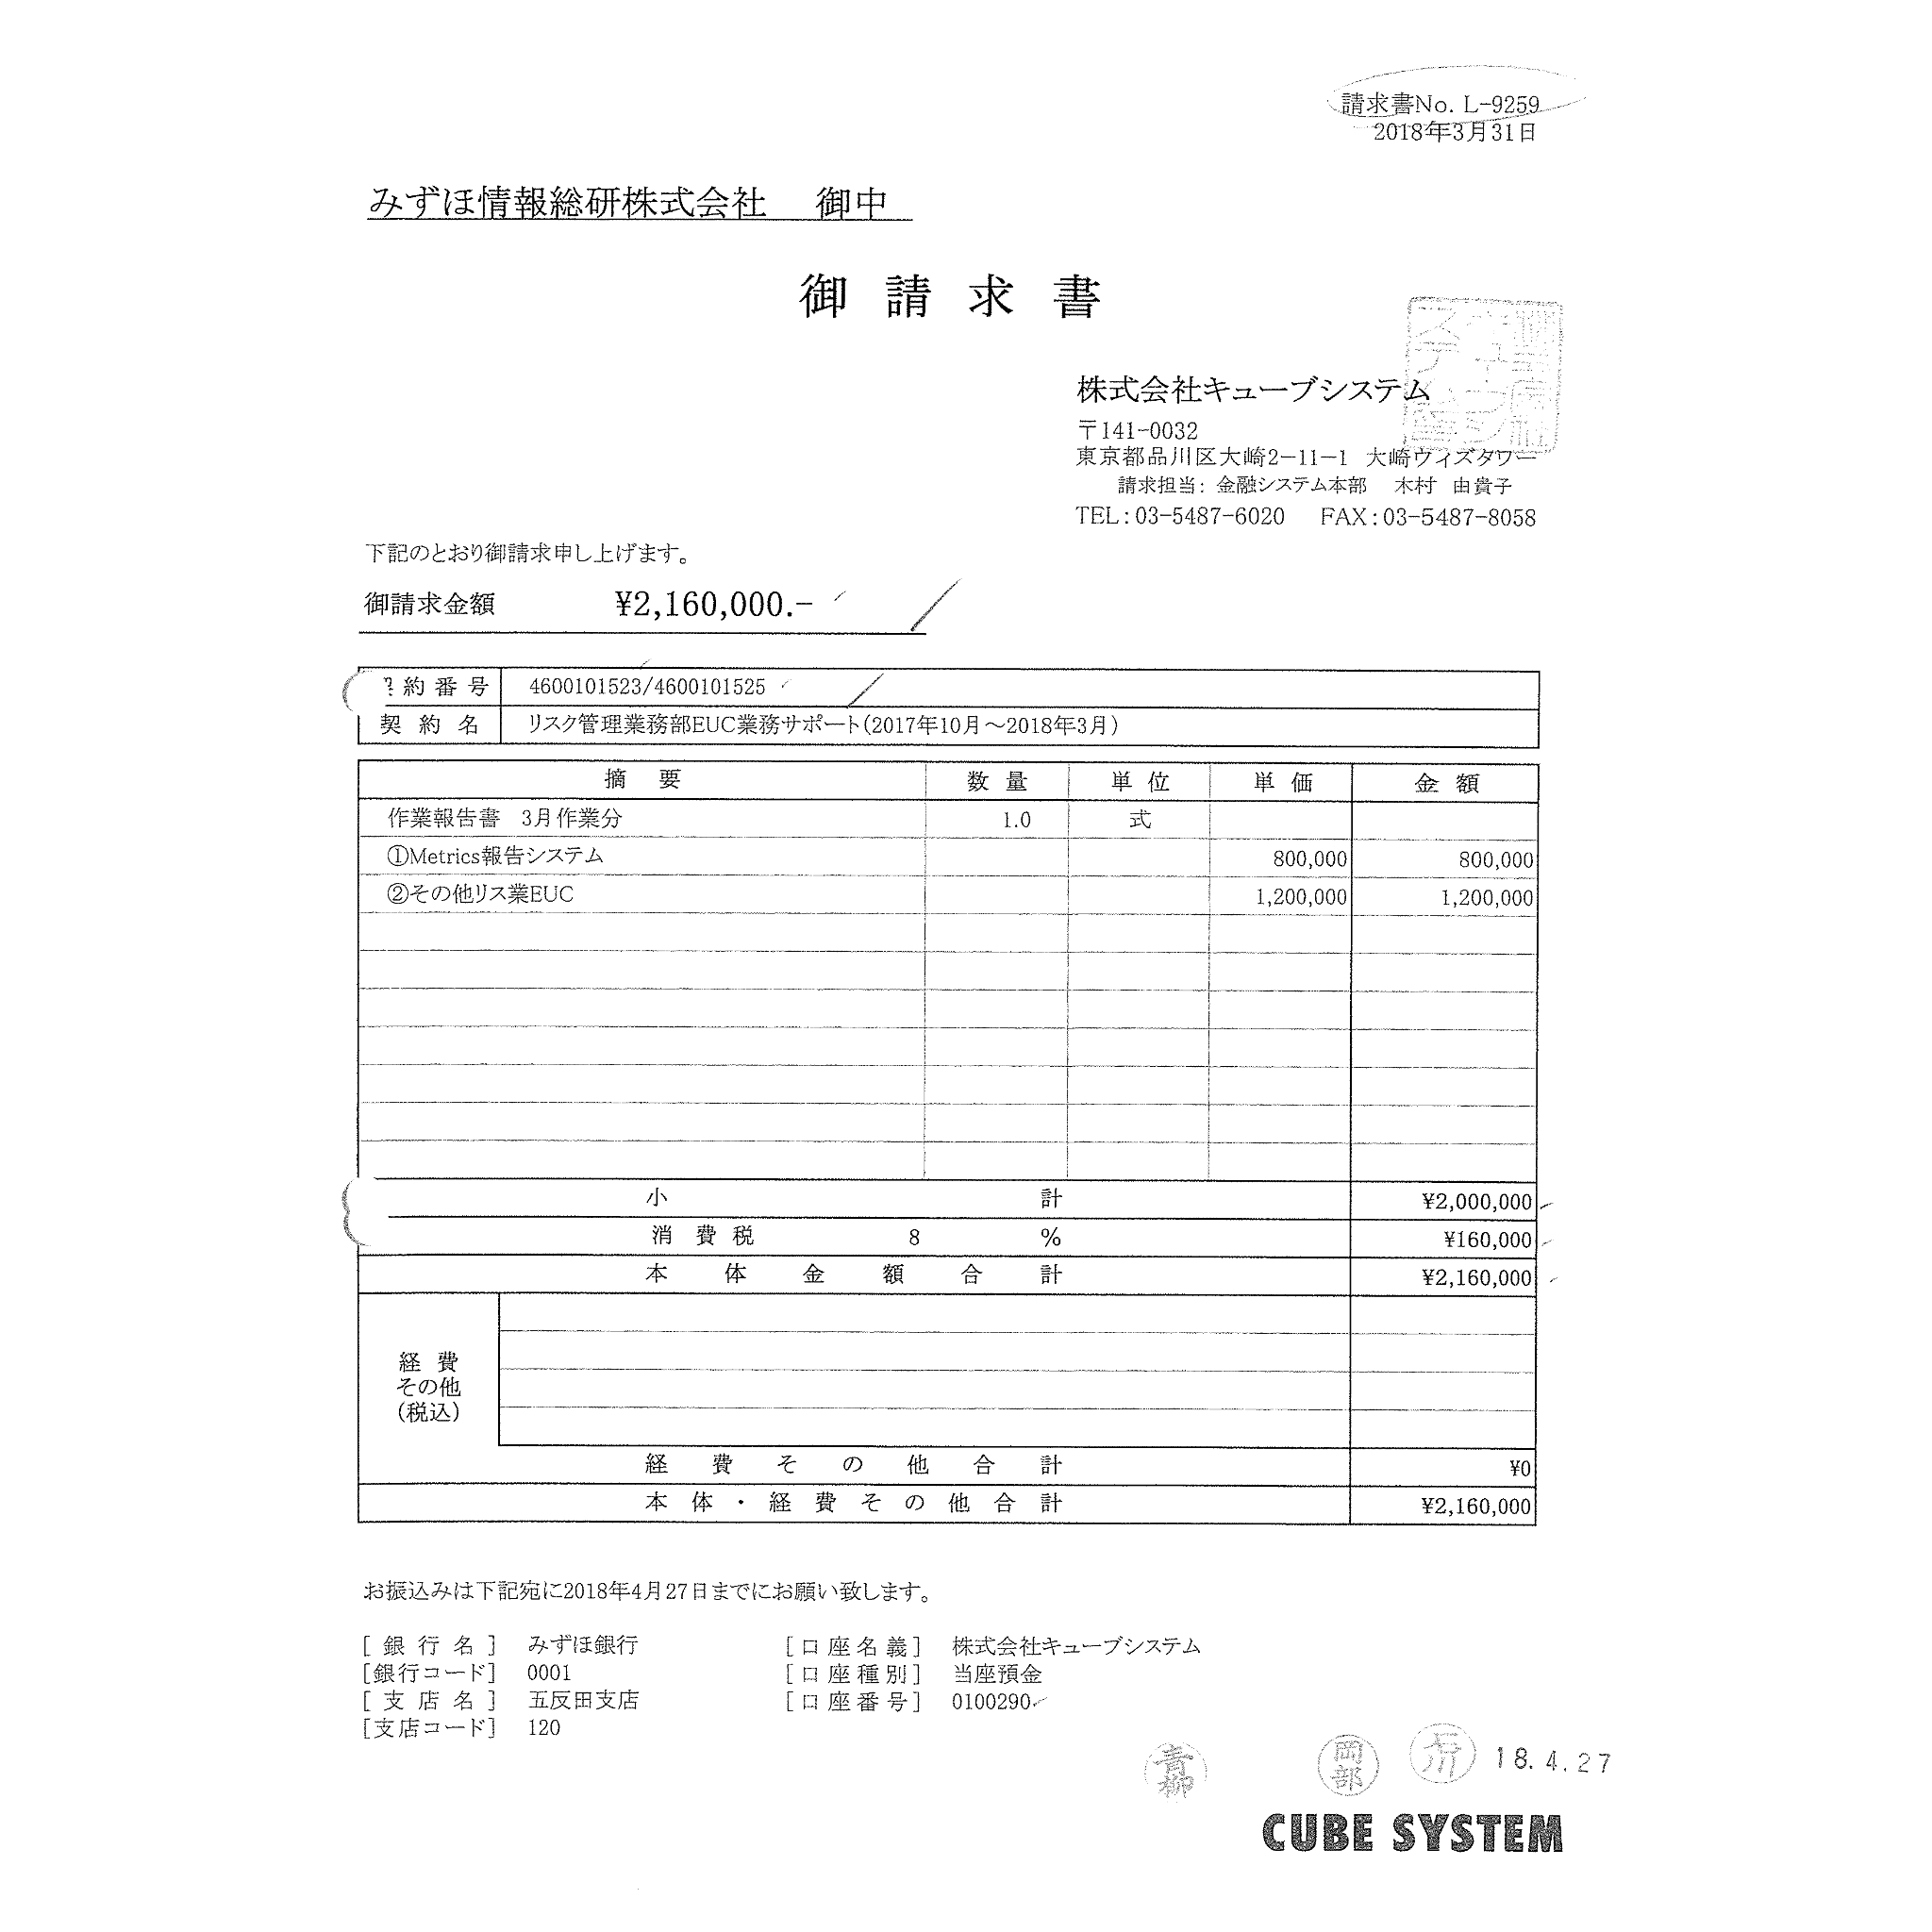 請求書No. L-9259
2018年3月31日
みずほ情報総研株式会社 御中
御請求書
株式会社キューブシステム
〒141-0032
東京都品川区大崎2-11-1 大崎ウィズタワー
請求担当: 金融システム本部 木村 由貴子
TEL:03-5487-6020 FAX:03-5487-8058
下記のとおり御請求申し上げます。
御請求金額 ¥2,160,000.-
約番号 4600101523/4600101525
契約名 リスク管理業務部EUC業務サポート(2017年10月~2018年3月)
摘要 数量 単位 単価 金額
作業報告書 3月作業分 1.0 式
①Metrics報告システム 800,000 800,000
②その他リス業EUC 1,200,000 1,200,000
小計 ¥2,000,000
消費税 8 % ¥160,000
本体金額合計 ¥2,160,000
経費
その他
(税込)
経費その他合計 ¥0
本体・経費その他合計 ¥2,160,000
お振込みは下記宛に2018年4月27日までにお願い致します。
[銀行名] みずほ銀行 [口座名義] 株式会社キューブシステム
[銀行コード] 0001 [口座種別] 当座預金
[支店名] 五反田支店 [口座番号] 0100290
[支店コード] 120
青柳 岡部 18.4.27
CUBE SYSTEM